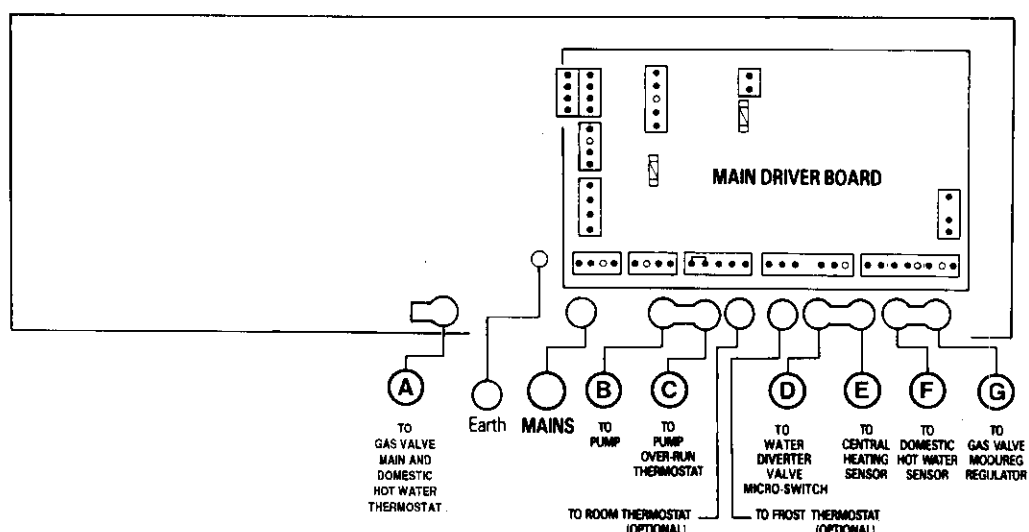 MAIN DRIVER BOARD
A
B
C
D
E
F
G
Earth
MAINS
TO
GAS VALVE
MAIN AND
DOMESTIC
HOT WATER
THERMOSTAT
TO
PUMP
TO
PUMP
OVER-RUN
THERMOSTAT
TO
WATER
DIVERTER
VALVE
MICRO-SWITCH
TO
CENTRAL
HEATING
SENSOR
TO
DOMESTIC
HOT WATER
SENSOR
TO
GAS VALVE
MODUREG
REGULATOR
TO ROOM THERMOSTAT
(OPTIONAL)
TO FROST THERMOSTAT
(OPTIONAL)